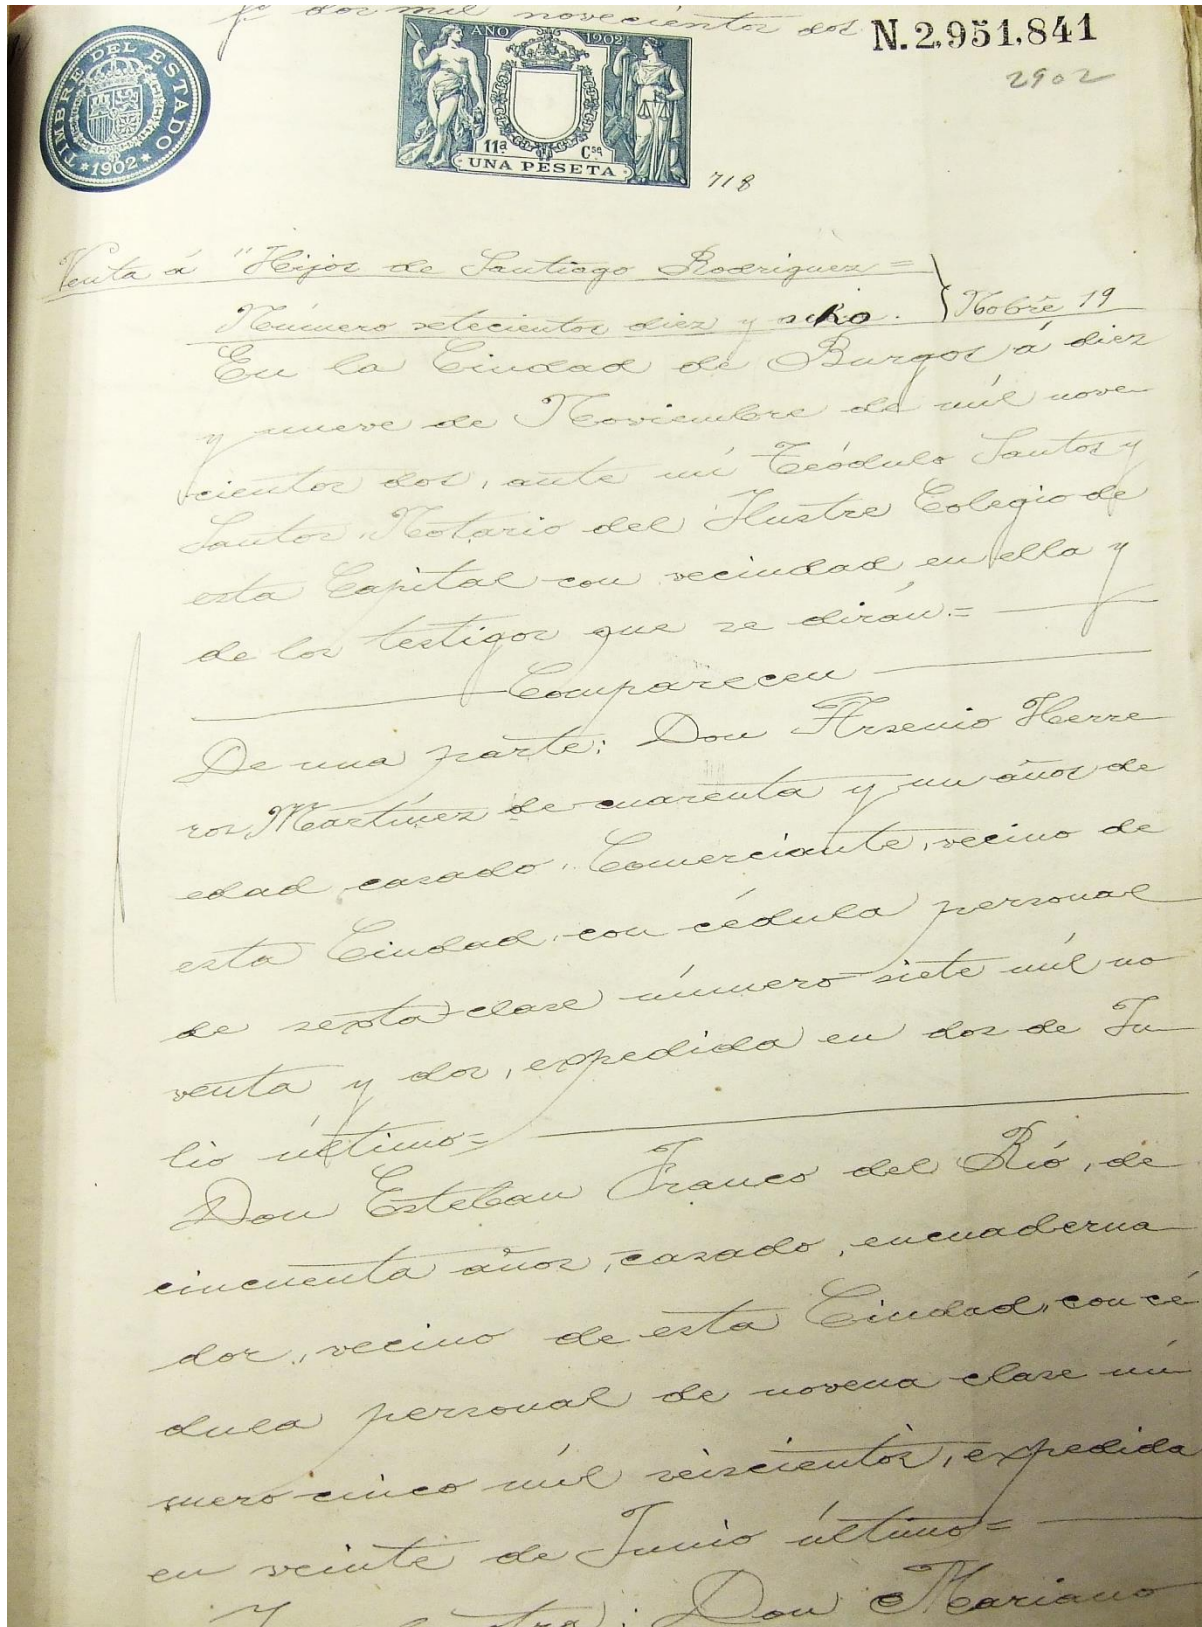 fº dos mil novecientos dos
N. 2,951,841
2902
TIMBRE DEL ESTADO
* 1902 *
AÑO 1902
11ª Cse
UNA PESETA
718
Venta á "Hijos de Santiago Rodriguez=
Número setecientos diez y ocho. } Nobre 19
En la Ciudad de Burgos á diez
y nueve de Noviembre de mil nove
cientos dos, ante mi Teódulo Santos y
Santos, Notario del Ilustre Colegio de
esta Capital con vecindad en ella y
de los testigos que se dirán=
Comparecen
De una parte: Don Arsenio Herre
ros Martínez de cuarenta y un años de
edad, casado, Comerciante, vecino de
esta Ciudad, con cédula personal
de sexta clase número siete mil no
venta y dos, expedida en dos de Ju
lio último=
Don Esteban Franco del Rió, de
cincuenta años, casado, encuaderna
dor, vecino de esta Ciudad, con cé
dula personal de novena clase nú
mero cinco mil seiscientos, expedida
en veinte de Junio último=
Y otra: Don Mariano